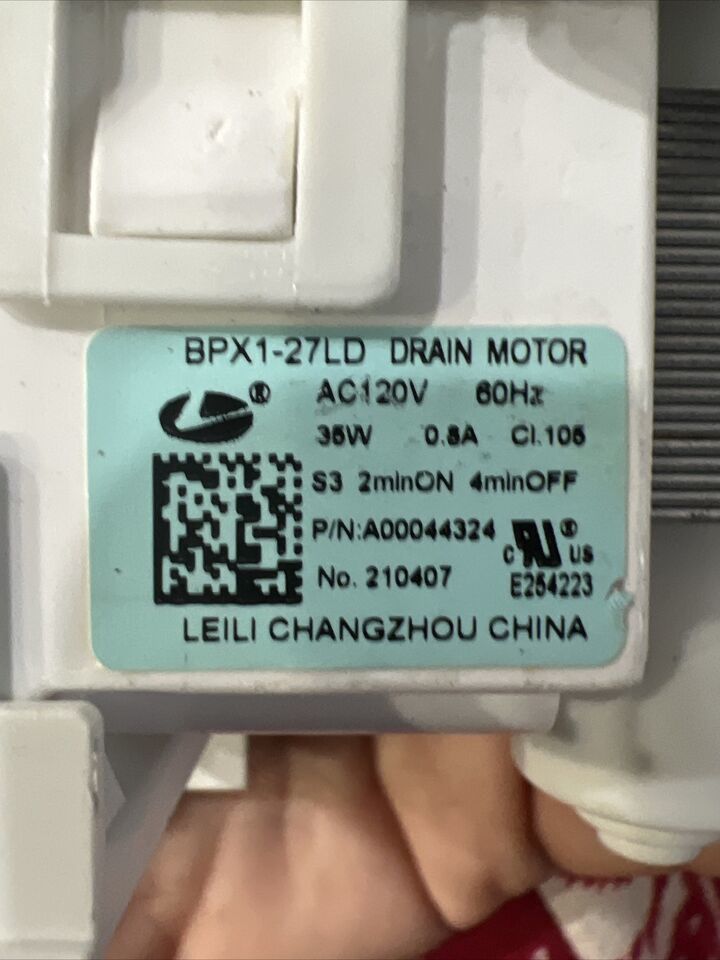 BPX1-27LD DRAIN MOTOR
®
AC120V 60Hz
35W 0.8A Cl.105
S3 2minON 4minOFF
P/N:A00044324
®
c us
No. 210407
E254223
LEILI CHANGZHOU CHINA